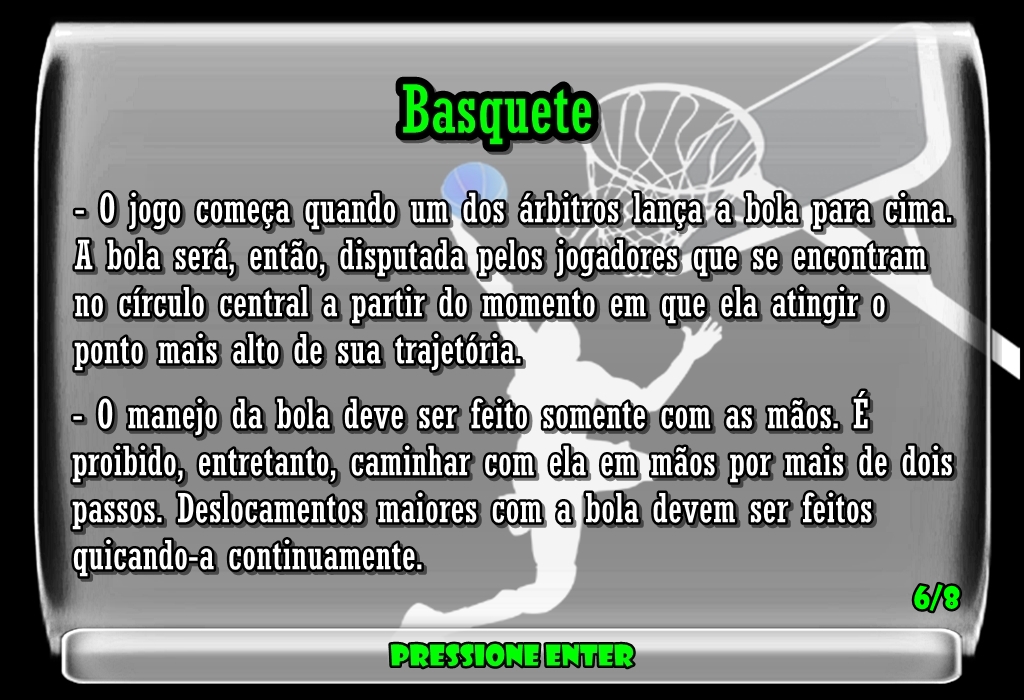 Basquete
- O jogo começa quando um dos árbitros lança a bola para cima.
A bola será, então, disputada pelos jogadores que se encontram
no círculo central a partir do momento em que ela atingir o
ponto mais alto de sua trajetória.
- O manejo da bola deve ser feito somente com as mãos. É
proibido, entretanto, caminhar com ela em mãos por mais de dois
passos. Deslocamentos maiores com a bola devem ser feitos
quicando-a continuamente.
6/8
PRESSIONE ENTER